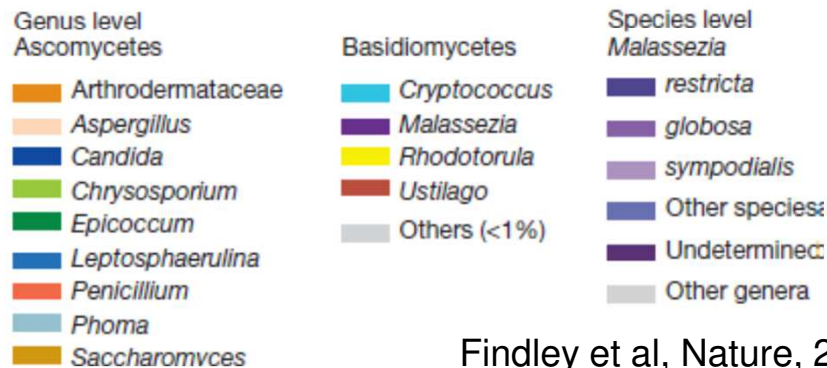 Genus level
Ascomycetes
Arthrodermataceae
Aspergillus
Candida
Chrysosporium
Epicoccum
Leptosphaerulina
Penicillium
Phoma
Saccharomyces
Basidiomycetes
Cryptococcus
Malassezia
Rhodotorula
Ustilago
Others (<1%)
Species level
Malassezia
restricta
globosa
sympodialis
Other species
Undetermined
Other genera
Findley et al, Nature, 2